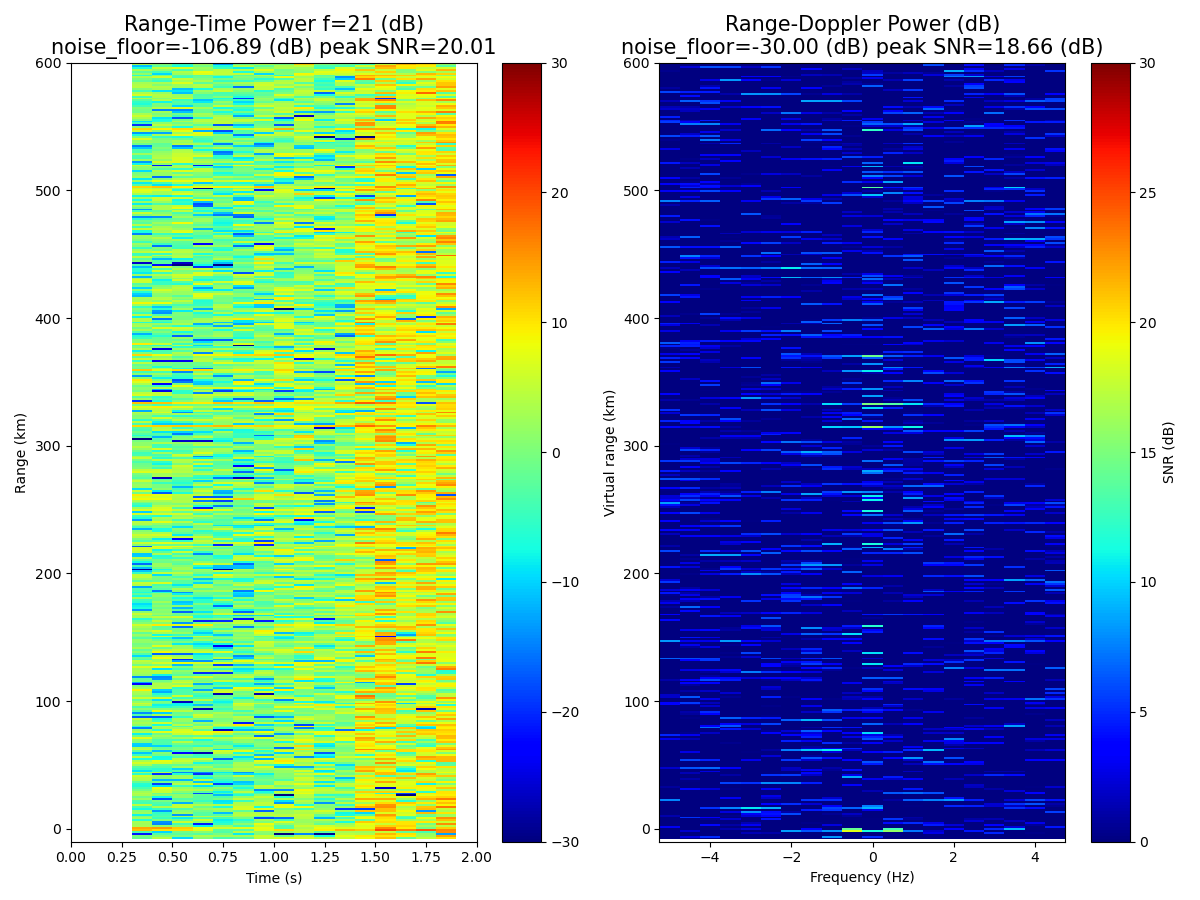 Range-Time Power f=21 (dB)
noise_floor=-106.89 (dB) peak SNR=20.01
Range-Doppler Power (dB)
noise_floor=-30.00 (dB) peak SNR=18.66 (dB)
600
500
400
300
200
100
0
Range (km)
0.00 0.25 0.50 0.75 1.00 1.25 1.50 1.75 2.00
Time (s)
30
20
10
0
−10
−20
−30
600
500
400
300
200
100
0
Virtual range (km)
−4 −2 0 2 4
Frequency (Hz)
30
25
20
15
10
5
0
SNR (dB)